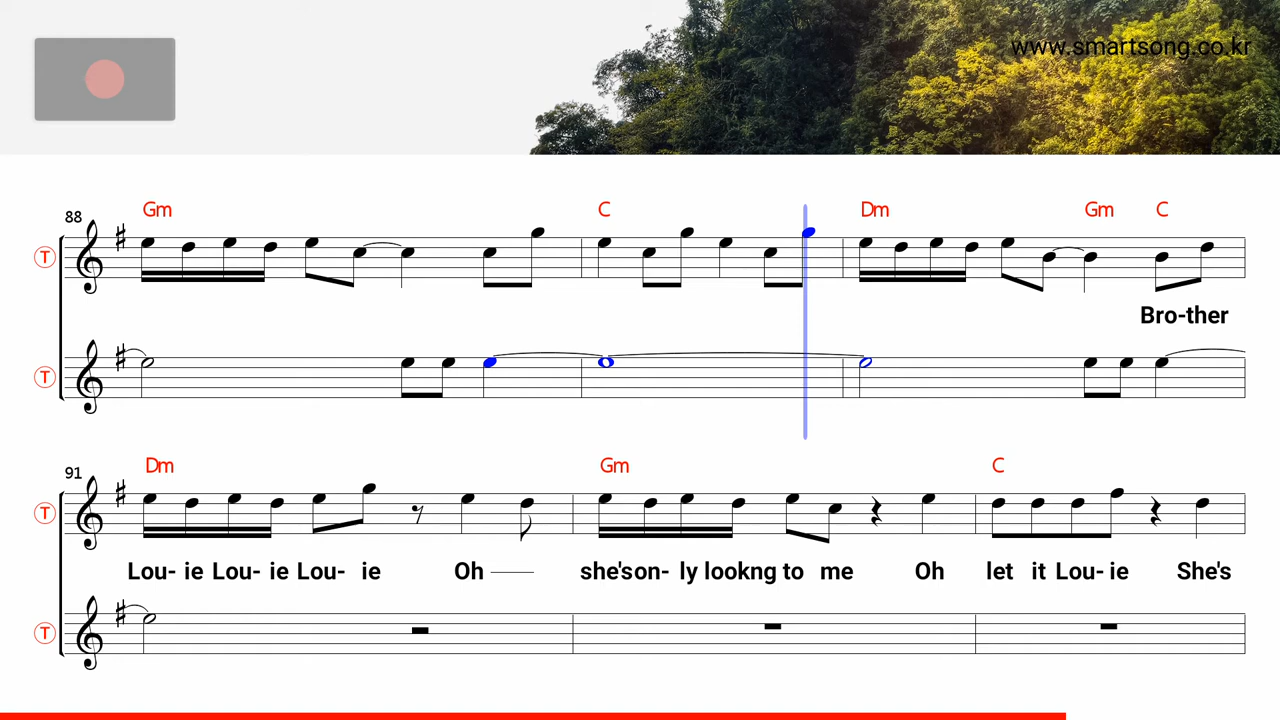 www.smartsong.co.kr
88 Gm C Dm Gm C
T
Bro-ther
T
91 Dm Gm C
T
Lou- ie Lou- ie Lou- ie Oh she'son- ly lookng to me Oh let it Lou- ie She's
T